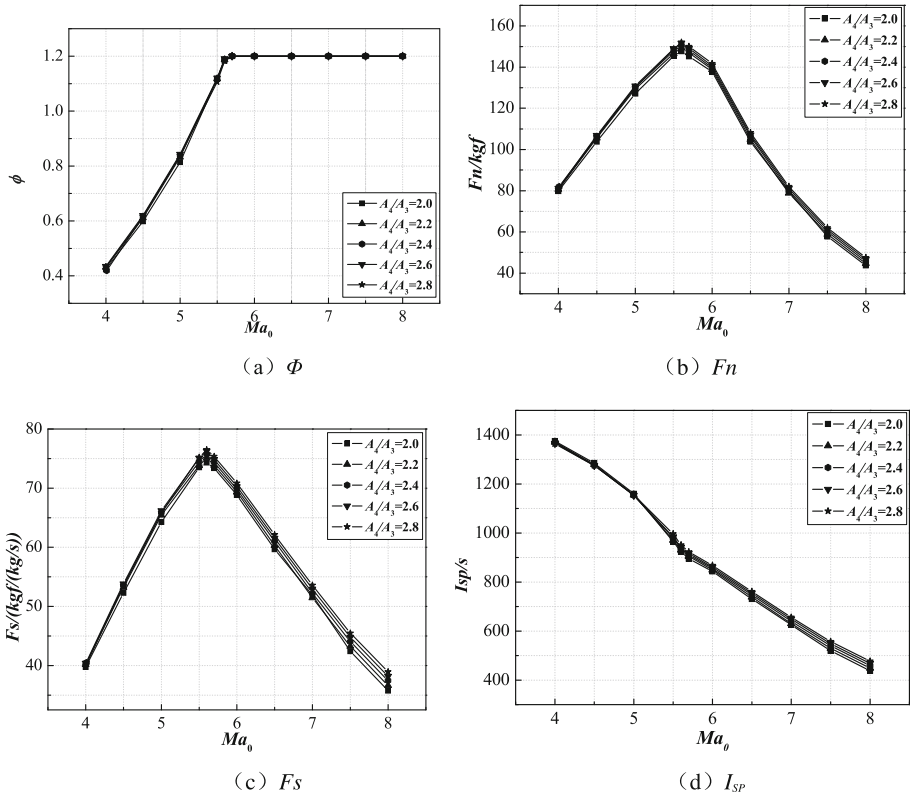 ϕ
1.2
1.0
0.8
0.6
0.4
4 5 6 7 8
Ma₀
A₄/A₃=2.0
A₄/A₃=2.2
A₄/A₃=2.4
A₄/A₃=2.6
A₄/A₃=2.8
(a) Φ
Fn/kgf
160
140
120
100
80
60
40
4 5 6 7 8
Ma₀
A₄/A₃=2.0
A₄/A₃=2.2
A₄/A₃=2.4
A₄/A₃=2.6
A₄/A₃=2.8
(b) Fn
Fs/(kgf/(kg/s))
80
70
60
50
40
4 5 6 7 8
Ma₀
A₄/A₃=2.0
A₄/A₃=2.2
A₄/A₃=2.4
A₄/A₃=2.6
A₄/A₃=2.8
(c) Fs
Isp/s
1400
1200
1000
800
600
400
4 5 6 7 8
Ma₀
A₄/A₃=2.0
A₄/A₃=2.2
A₄/A₃=2.4
A₄/A₃=2.6
A₄/A₃=2.8
(d) I_SP